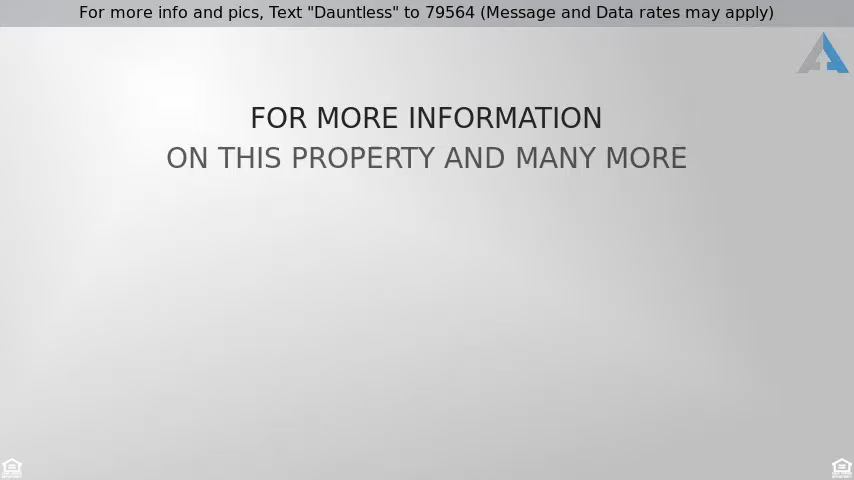 For more info and pics, Text "Dauntless" to 79564 (Message and Data rates may apply)
FOR MORE INFORMATION
ON THIS PROPERTY AND MANY MORE